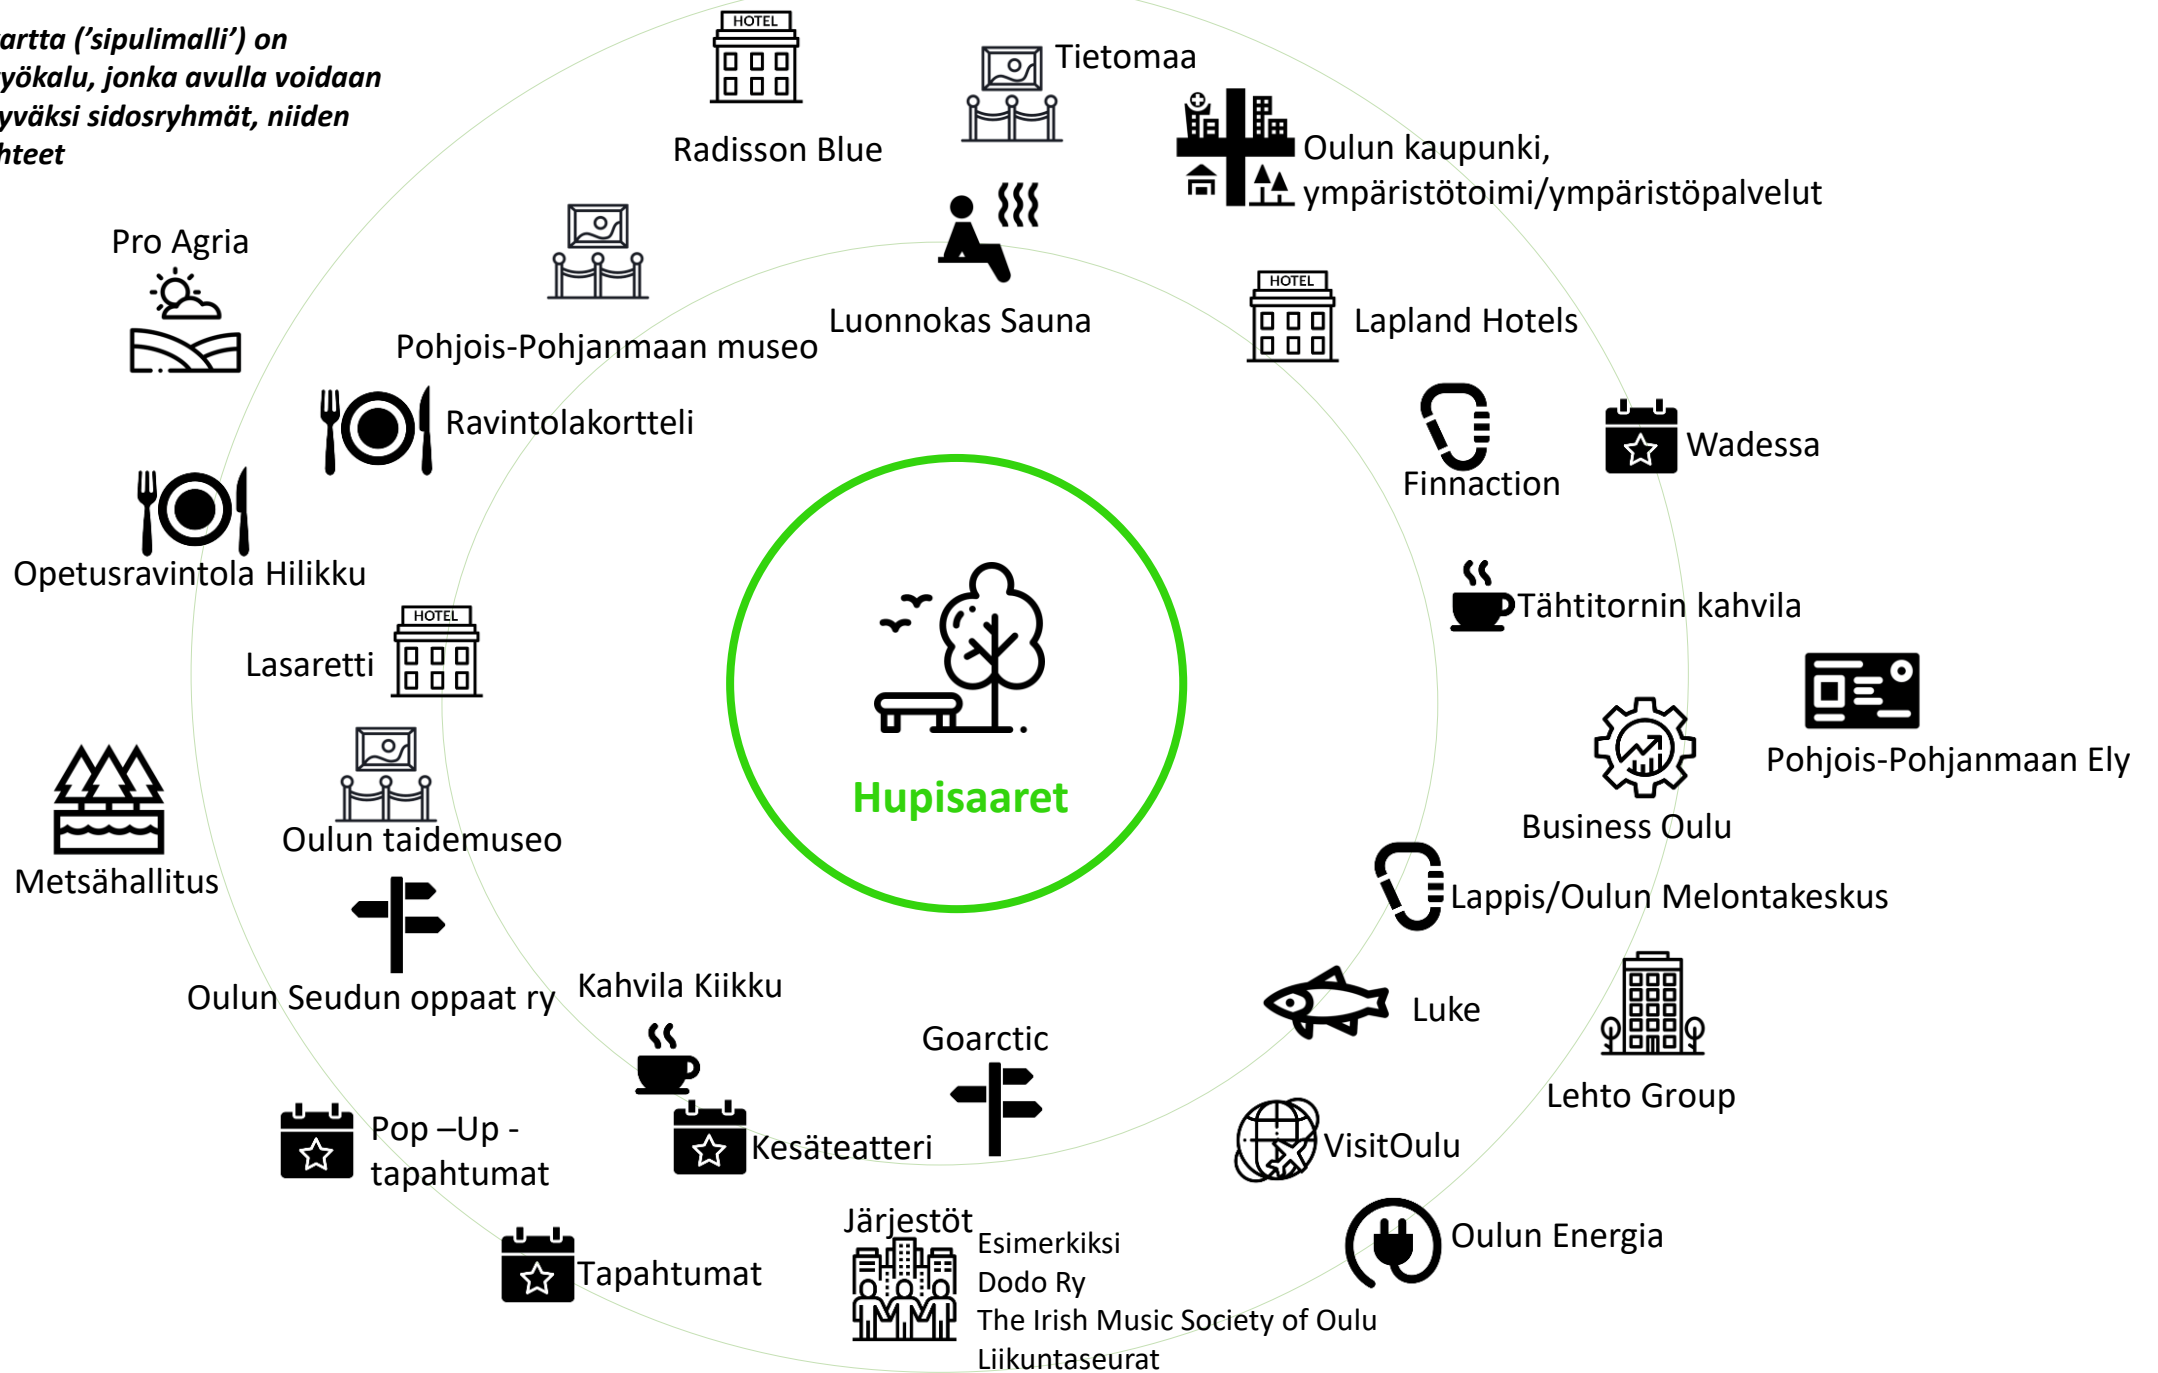 artta (’sipulimalli’) on
yökalu, jonka avulla voidaan
yväksi sidosryhmät, niiden
hteet
HOTEL
Radisson Blue
Tietomaa
Oulun kaupunki,
ympäristötoimi/ympäristöpalvelut
Pro Agria
Pohjois-Pohjanmaan museo
Luonnokas Sauna
HOTEL
Lapland Hotels
Ravintolakortteli
Finnaction
Wadessa
Opetusravintola Hilikku
HOTEL
Lasaretti
Tähtitornin kahvila
Hupisaaret
Pohjois-Pohjanmaan Ely
Business Oulu
Oulun taidemuseo
Metsähallitus
Lappis/Oulun Melontakeskus
Oulun Seudun oppaat ry
Kahvila Kiikku
Luke
Goarctic
Lehto Group
Pop –Up -
tapahtumat
Kesäteatteri
VisitOulu
Tapahtumat
Järjestöt
Esimerkiksi
Dodo Ry
The Irish Music Society of Oulu
Liikuntaseurat
Oulun Energia